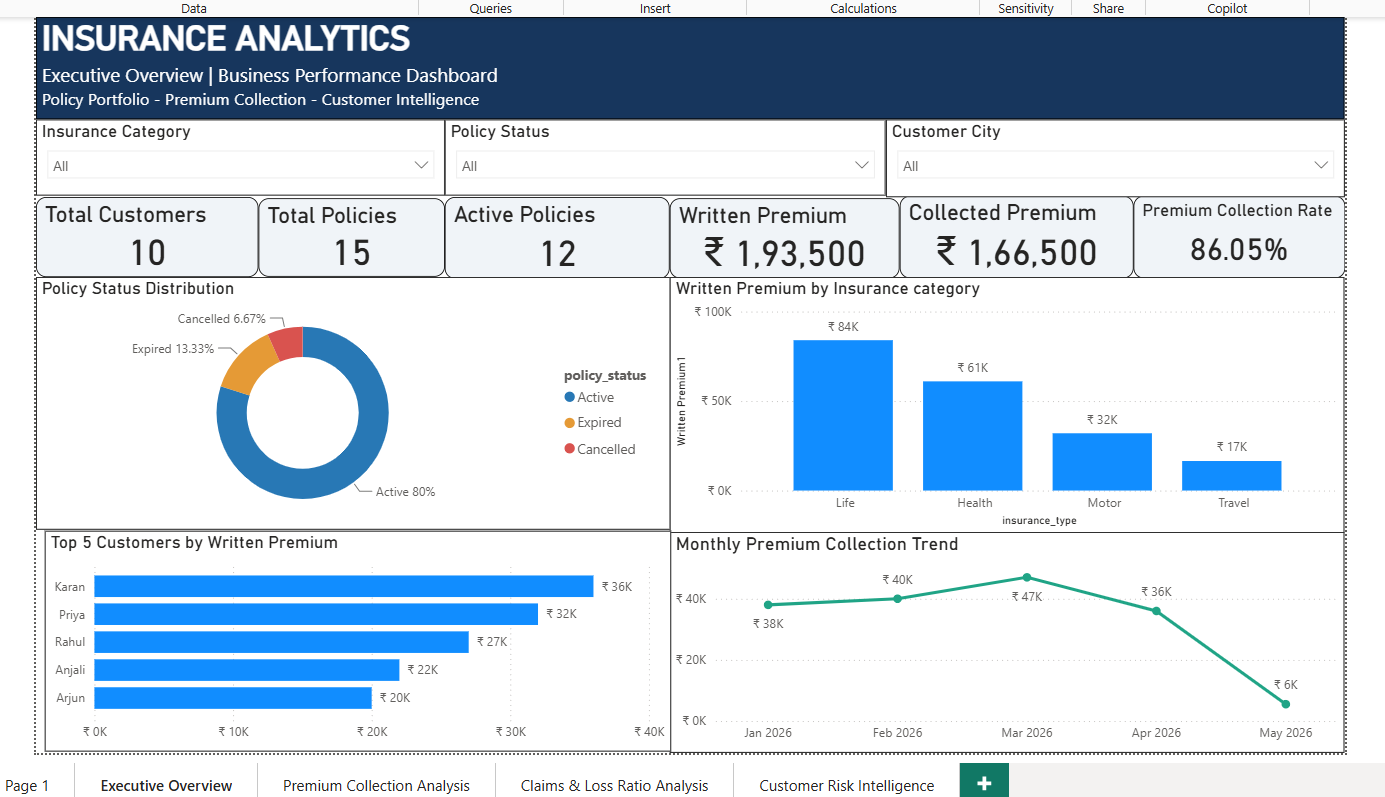 Data Queries Insert Calculations Sensitivity Share Copilot
INSURANCE ANALYTICS
Executive Overview | Business Performance Dashboard
Policy Portfolio - Premium Collection - Customer Intelligence
Insurance Category
All
Policy Status
All
Customer City
All
Total Customers
10
Total Policies
15
Active Policies
12
Written Premium
₹ 1,93,500
Collected Premium
₹ 1,66,500
Premium Collection Rate
86.05%
Policy Status Distribution
Cancelled 6.67%
Expired 13.33%
Active 80%
policy_status
Active
Expired
Cancelled
Written Premium by Insurance category
Written Premium1
₹ 100K
₹ 50K
₹ 0K
₹ 84K
₹ 61K
₹ 32K
₹ 17K
Life Health Motor Travel
insurance_type
Top 5 Customers by Written Premium
Karan ₹ 36K
Priya ₹ 32K
Rahul ₹ 27K
Anjali ₹ 22K
Arjun ₹ 20K
₹ 0K ₹ 10K ₹ 20K ₹ 30K ₹ 40K
Monthly Premium Collection Trend
₹ 40K
₹ 20K
₹ 0K
₹ 38K
₹ 40K
₹ 47K
₹ 36K
₹ 6K
Jan 2026 Feb 2026 Mar 2026 Apr 2026 May 2026
Page 1 Executive Overview Premium Collection Analysis Claims & Loss Ratio Analysis Customer Risk Intelligence +